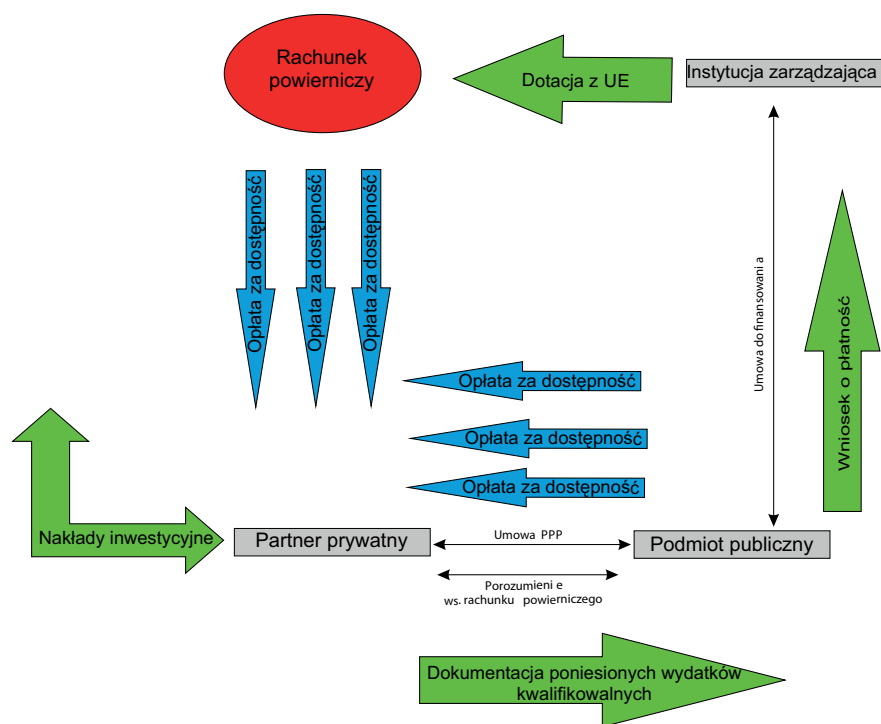 Rachunek
powierniczy
Dotacja z UE
Instytucja zarządzająca
Opłata za dostępność
Opłata za dostępność
Opłata za dostępność
Umowa do finansowani a
Wniosek o płatność
Opłata za dostępność
Opłata za dostępność
Opłata za dostępność
Nakłady inwestycyjne
Partner prywatny
Umowa PPP
Podmiot publiczny
Porozumieni e
ws. rachunku powierniczego
Dokumentacja poniesionych wydatków
kwalifikowalnych